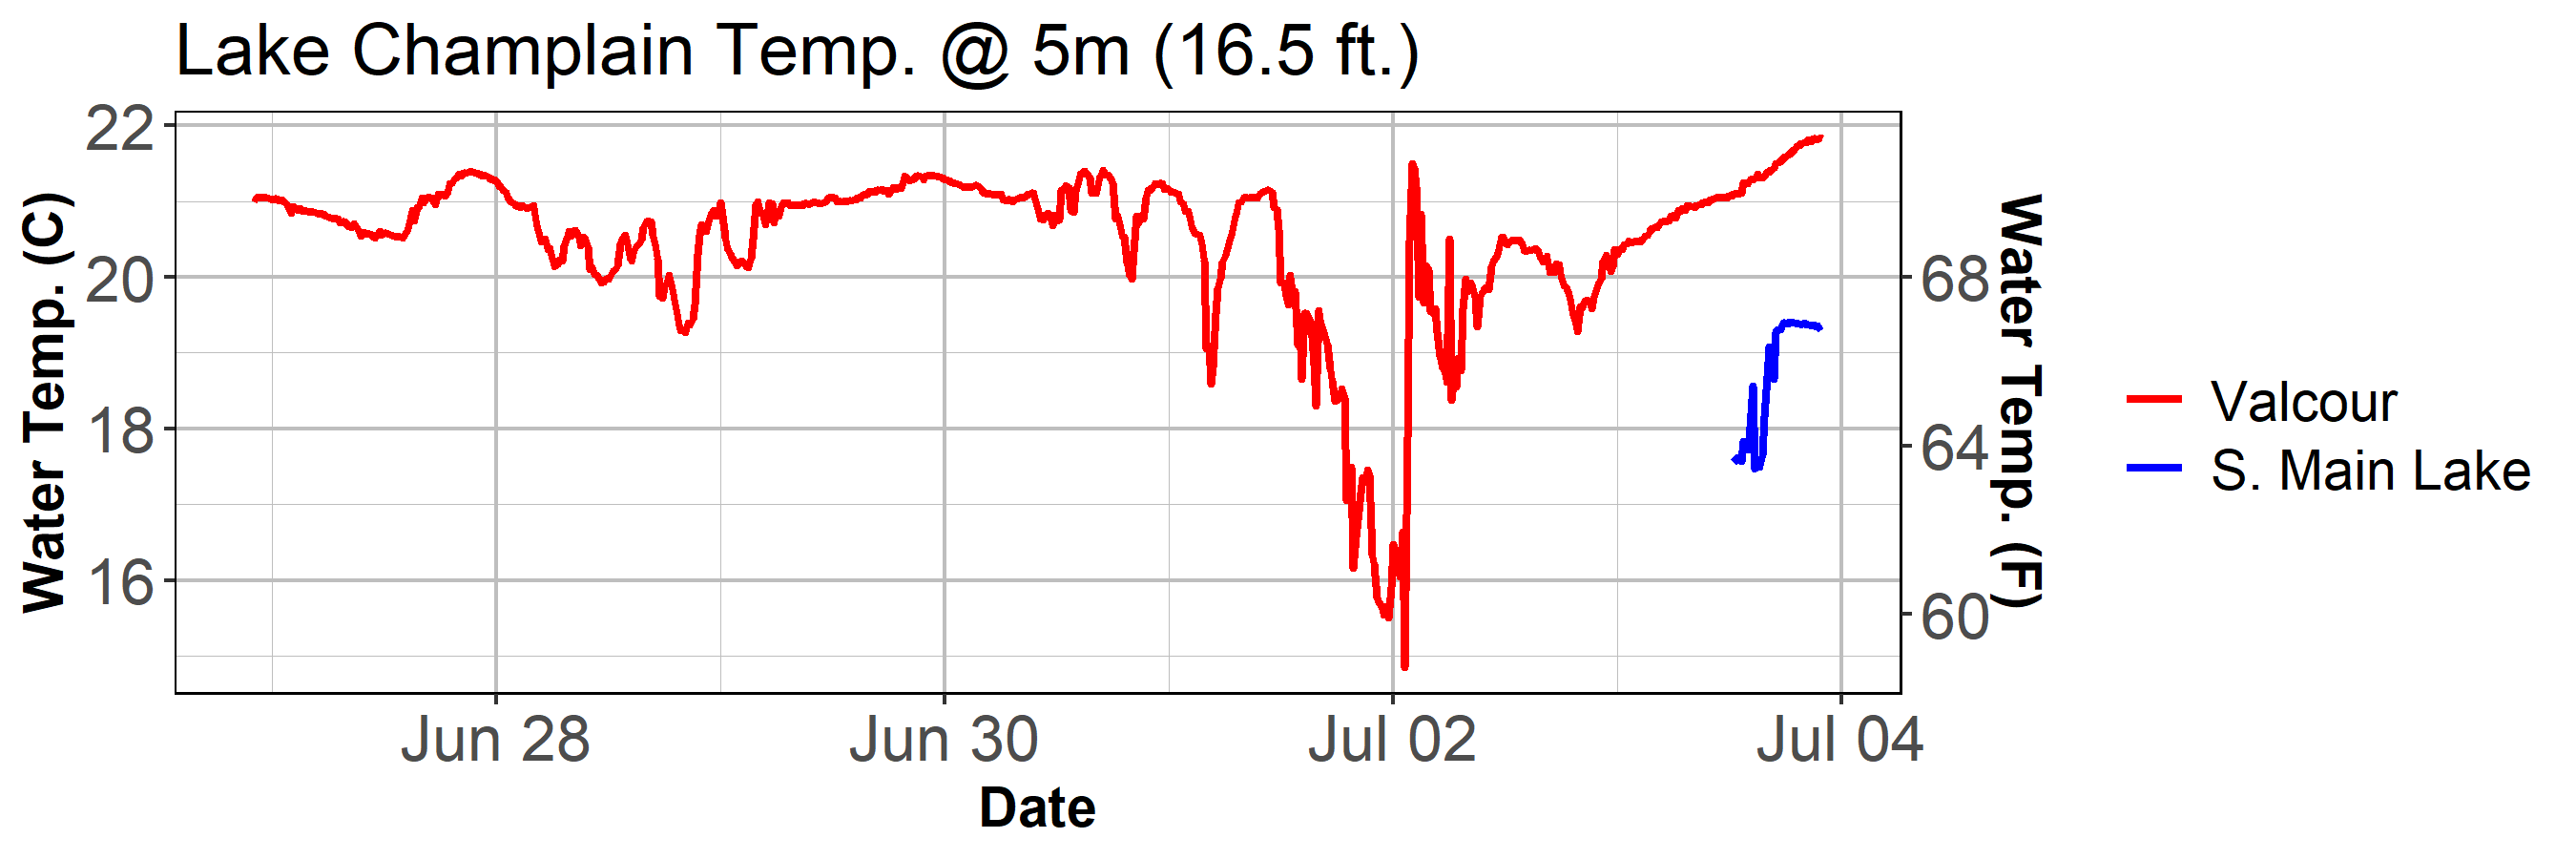 Lake Champlain Temp. @ 5m (16.5 ft.)
Water Temp. (C)
22
20
18
16
68
64
60
Water Temp. (F)
Jun 28
Jun 30
Jul 02
Jul 04
Date
Valcour
S. Main Lake